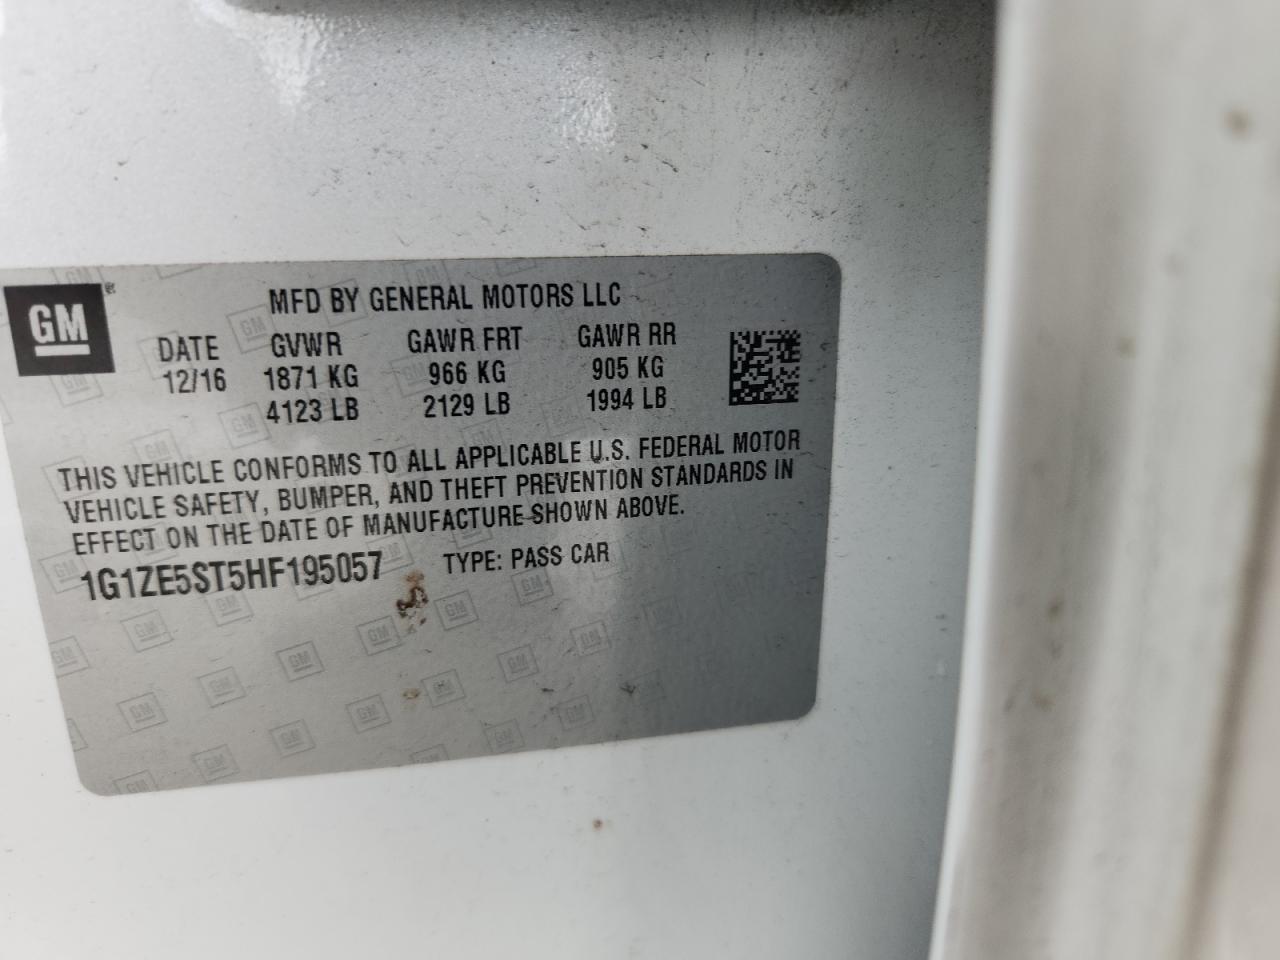 GM
MFD BY GENERAL MOTORS LLC
DATE GVWR GAWR FRT GAWR RR
12/16 1871 KG 966 KG 905 KG
4123 LB 2129 LB 1994 LB
THIS VEHICLE CONFORMS TO ALL APPLICABLE U.S. FEDERAL MOTOR
VEHICLE SAFETY, BUMPER, AND THEFT PREVENTION STANDARDS IN
EFFECT ON THE DATE OF MANUFACTURE SHOWN ABOVE.
1G1ZE5ST5HF195057 TYPE: PASS CAR